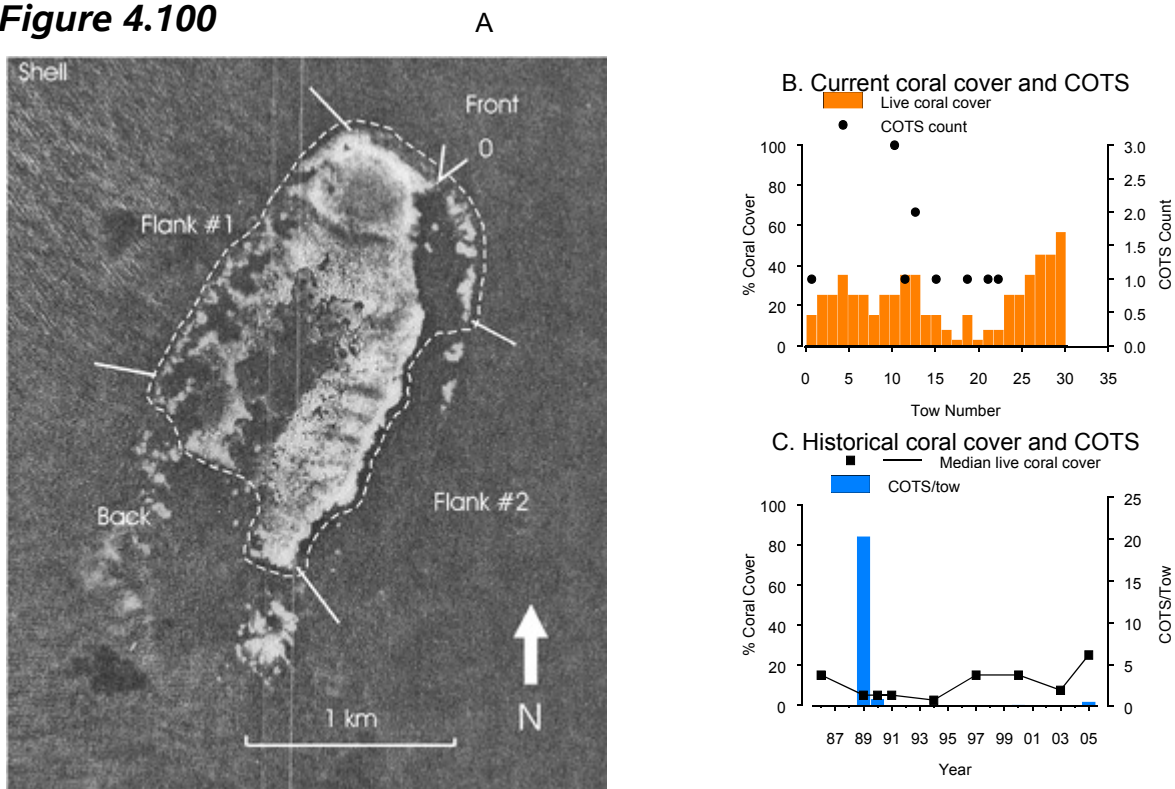 Figure 4.100
A
Shell
Front
0
Flank #1
Flank #2
Back
1 km
N
B. Current coral cover and COTS
Live coral cover
COTS count
% Coral Cover
100
80
60
40
20
0
3.0
2.5
2.0
1.5
1.0
0.5
0.0
COTS Count
0 5 10 15 20 25 30 35
Tow Number
C. Historical coral cover and COTS
Median live coral cover
COTS/tow
% Coral Cover
100
80
60
40
20
0
25
20
15
10
5
0
COTS/Tow
87 89 91 93 95 97 99 01 03 05
Year